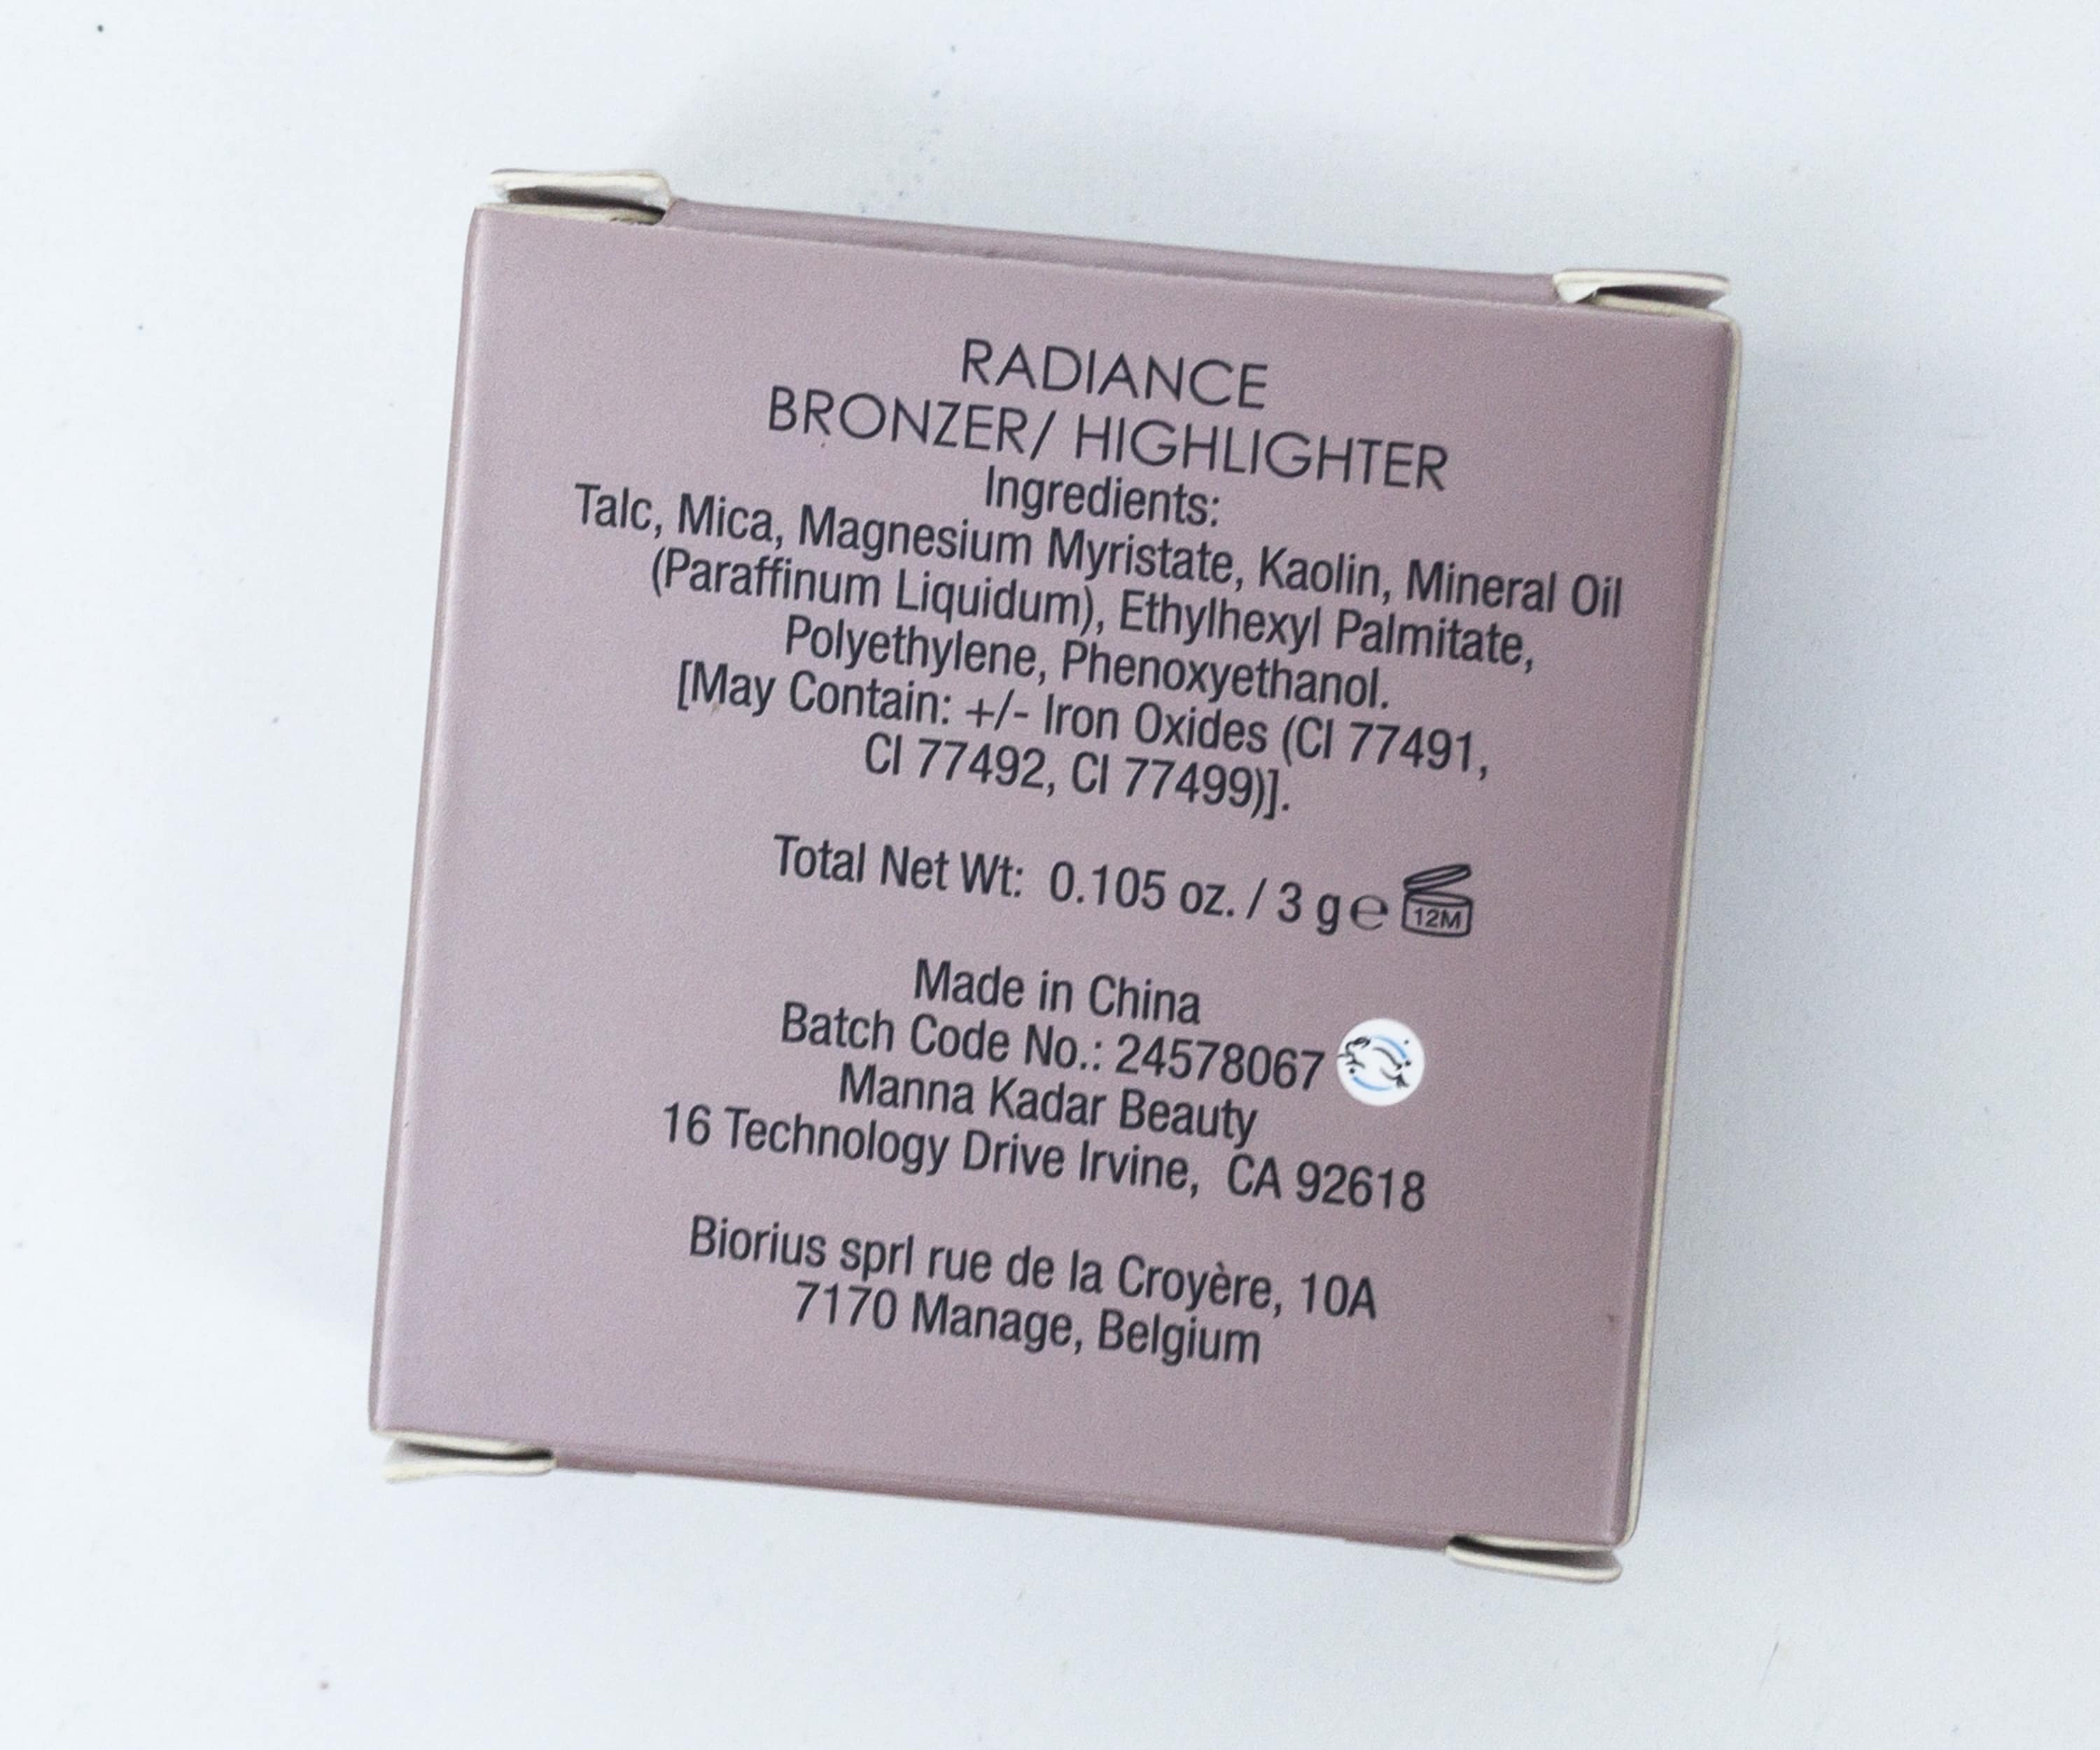 RADIANCE
BRONZER/ HIGHLIGHTER
Ingredients:
Talc, Mica, Magnesium Myristate, Kaolin, Mineral Oil
(Paraffinum Liquidum), Ethylhexyl Palmitate,
Polyethylene, Phenoxyethanol.
[May Contain: +/- Iron Oxides (CI 77491,
CI 77492, CI 77499)].
Total Net Wt: 0.105 oz. / 3 g ℮ 12M
Made in China
Batch Code No.: 24578067
Manna Kadar Beauty
16 Technology Drive Irvine, CA 92618
Biorius sprl rue de la Croyère, 10A
7170 Manage, Belgium